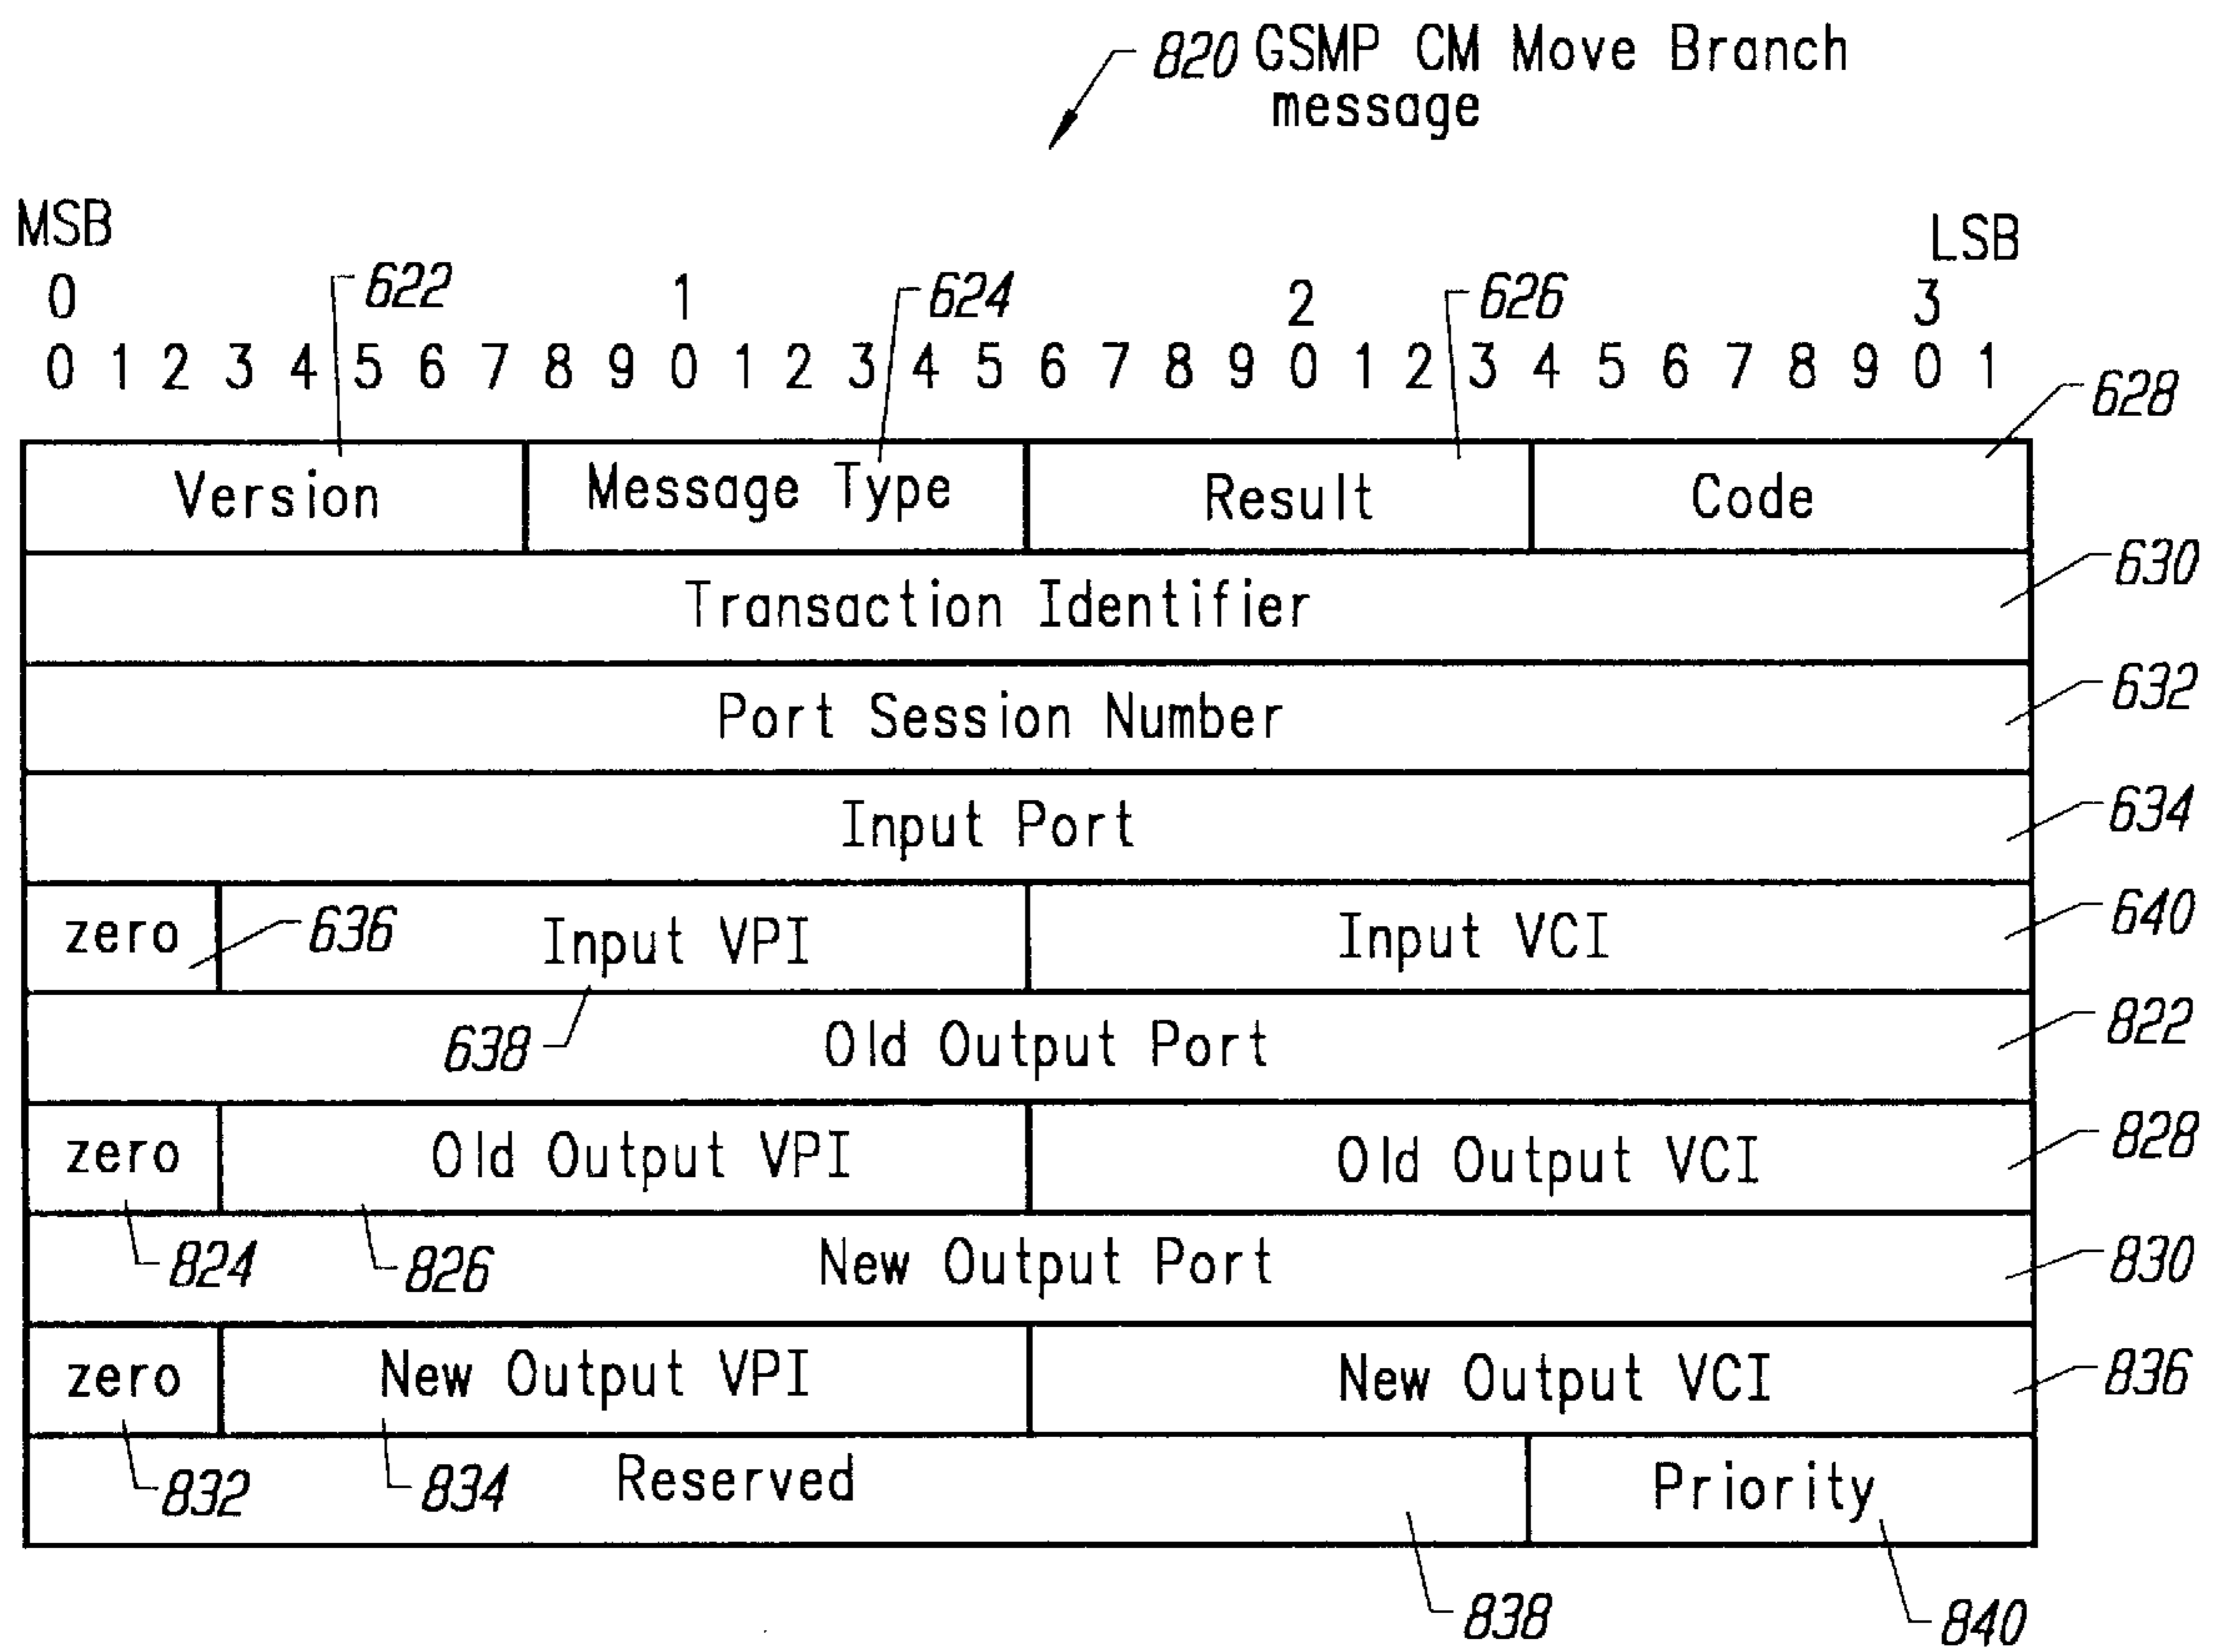 820 GSMP CM Move Branch
message
MSB LSB
0 622 1 624 2 626 3
0 1 2 3 4 5 6 7 8 9 0 1 2 3 4 5 6 7 8 9 0 1 2 3 4 5 6 7 8 9 0 1
628
Version Message Type Result Code
630
Transaction Identifier
632
Port Session Number
634
Input Port
zero 636 Input VPI Input VCI 640
638 Old Output Port 822
zero Old Output VPI Old Output VCI 828
824 826 New Output Port 830
zero New Output VPI New Output VCI 836
832 834 Reserved Priority
838 840